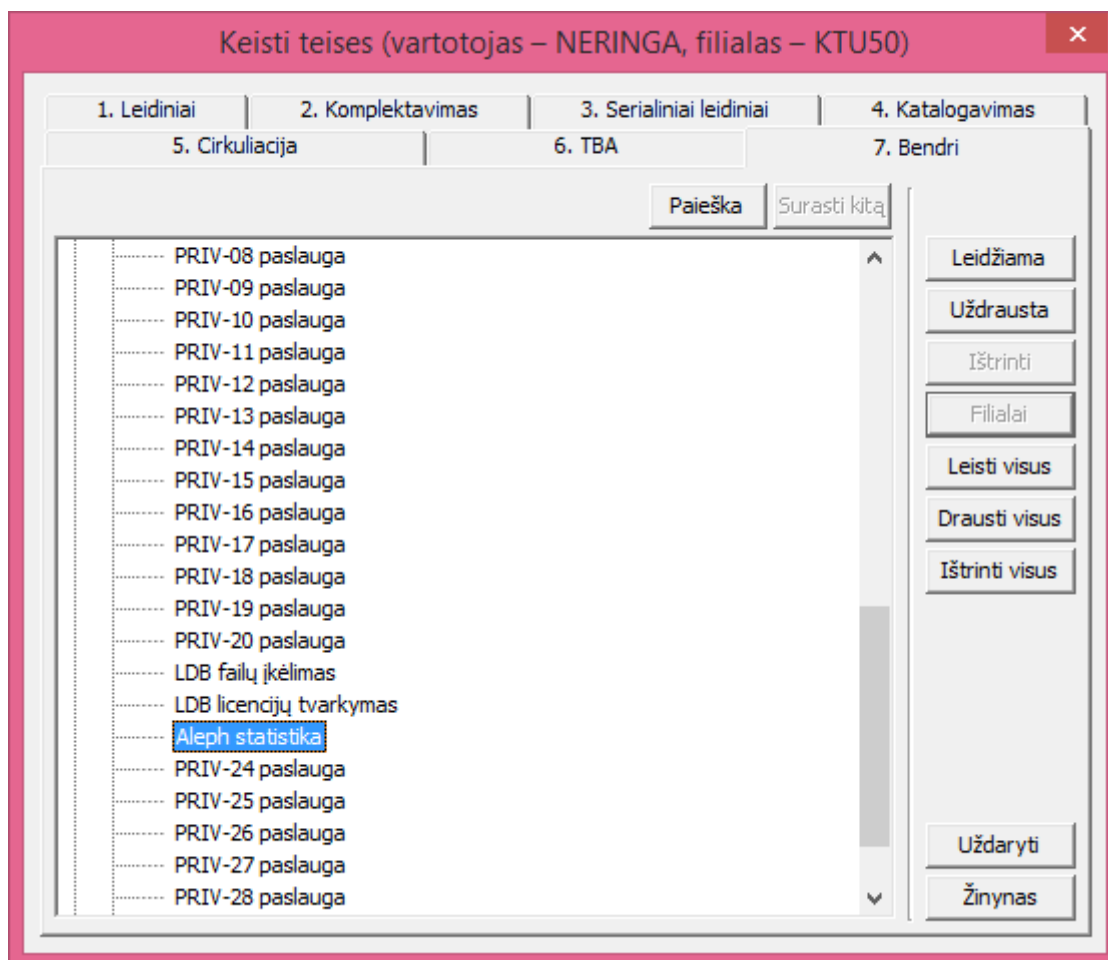 Keisti teises (vartotojas – NERINGA, filialas – KTU50)
1. Leidiniai 2. Komplektavimas 3. Serialiniai leidiniai 4. Katalogavimas
5. Cirkuliacija 6. TBA 7. Bendri
Paieška Surasti kitą
PRIV-08 paslauga
PRIV-09 paslauga
PRIV-10 paslauga
PRIV-11 paslauga
PRIV-12 paslauga
PRIV-13 paslauga
PRIV-14 paslauga
PRIV-15 paslauga
PRIV-16 paslauga
PRIV-17 paslauga
PRIV-18 paslauga
PRIV-19 paslauga
PRIV-20 paslauga
LDB failų įkėlimas
LDB licencijų tvarkymas
Aleph statistika
PRIV-24 paslauga
PRIV-25 paslauga
PRIV-26 paslauga
PRIV-27 paslauga
PRIV-28 paslauga
Leidžiama
Uždrausta
Ištrinti
Filialai
Leisti visus
Drausti visus
Ištrinti visus
Uždaryti
Žinynas